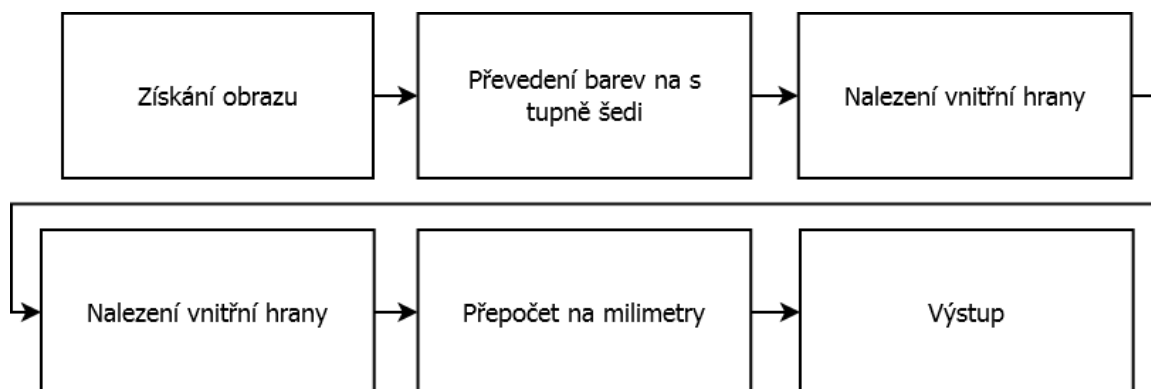 Získání obrazu
Převedení barev na s
tupně šedi
Nalezení vnitřní hrany
Nalezení vnitřní hrany
Přepočet na milimetry
Výstup